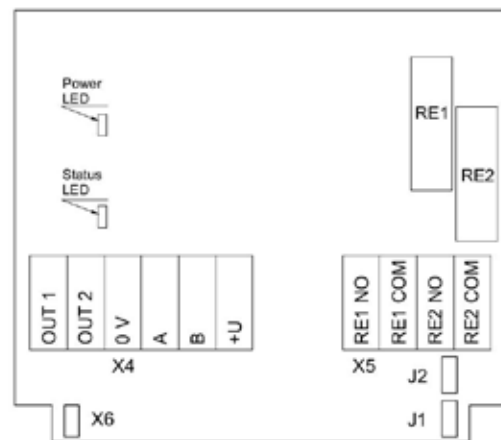 Power
LED
RE1
RE2
Status
LED
OUT 1
OUT 2
0 V
A
B
+U
RE1 NO
RE1 COM
RE2 NO
RE2 COM
X4
X5
J2
X6
J1